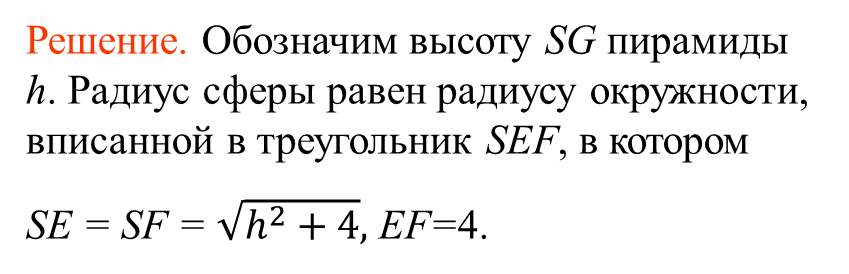 Решение. Обозначим высоту SG пирамиды
h. Радиус сферы равен радиусу окружности,
вписанной в треугольник SEF, в котором
SE = SF = √(h² + 4), EF=4.